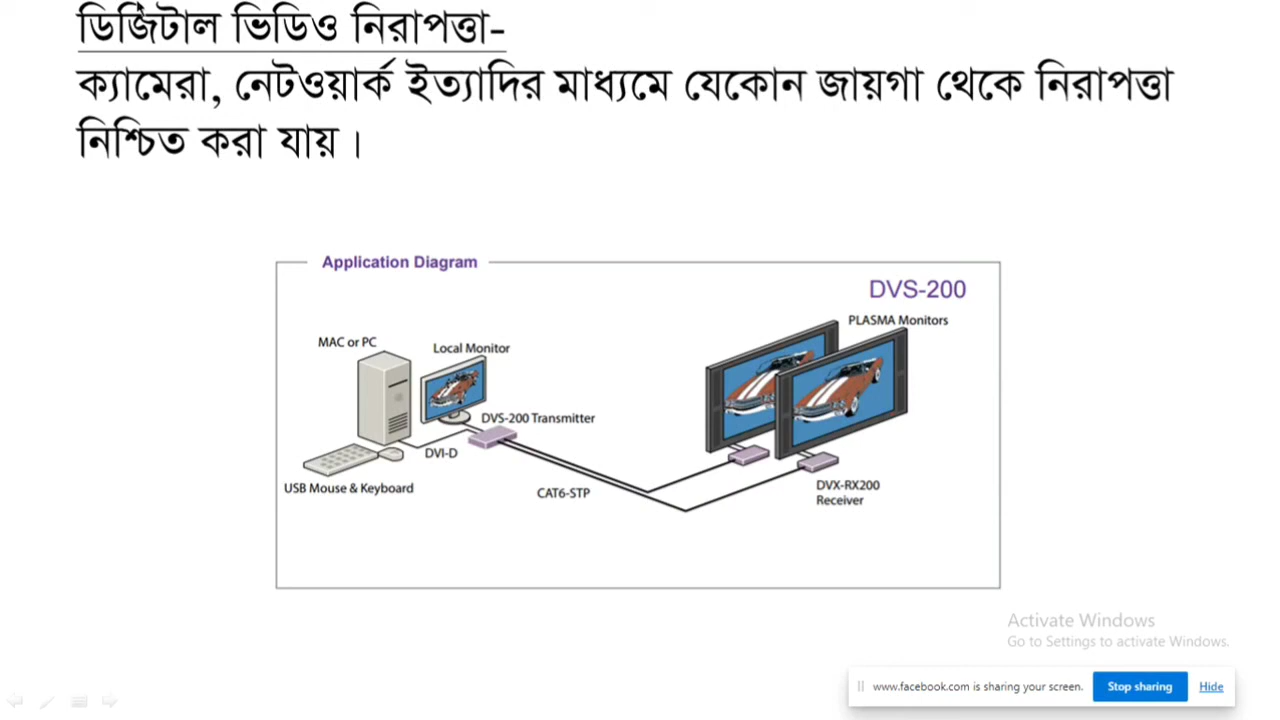 ডিজিটাল ভিডিও নিরাপত্তা-
ক্যামেরা, নেটওয়ার্ক ইত্যাদির মাধ্যমে যেকোন জায়গা থেকে নিরাপত্তা
নিশ্চিত করা যায়।
Application Diagram
DVS-200
PLASMA Monitors
MAC or PC
Local Monitor
DVS-200 Transmitter
DVI-D
USB Mouse & Keyboard
CAT6-STP
DVX-RX200
Receiver
Activate Windows
Go to Settings to activate Windows.
www.facebook.com is sharing your screen.
Stop sharing
Hide